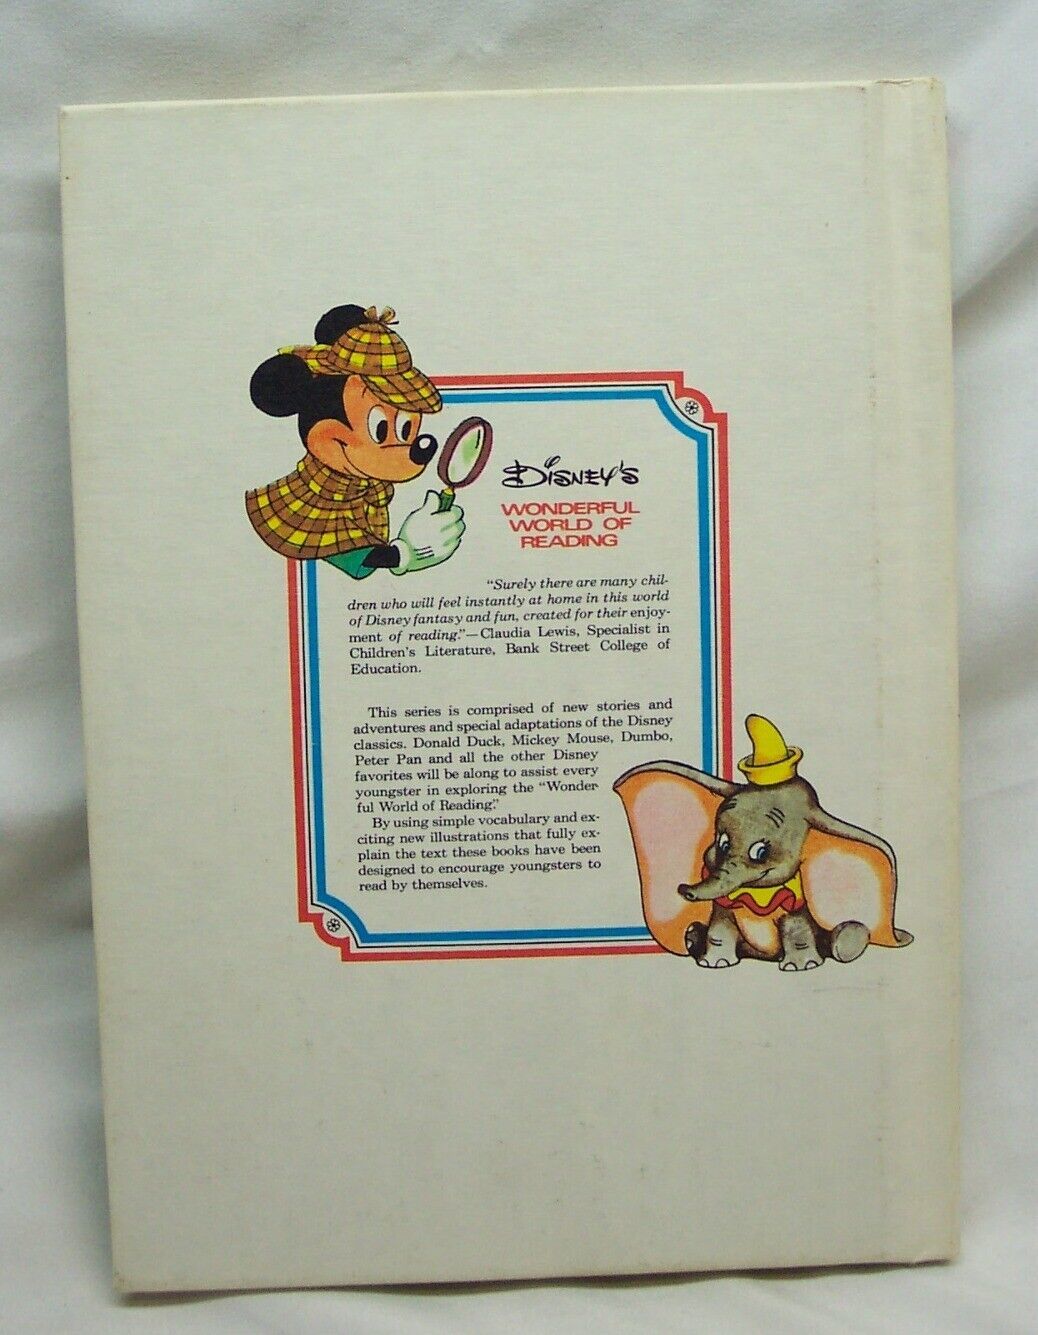 DISNEY'S
WONDERFUL
WORLD OF
READING
"Surely there are many chil-
dren who will feel instantly at home in this world
of Disney fantasy and fun, created for their enjoy-
ment of reading."—Claudia Lewis, Specialist in
Children's Literature, Bank Street College of
Education.
This series is comprised of new stories and
adventures and special adaptations of the Disney
classics. Donald Duck, Mickey Mouse, Dumbo,
Peter Pan and all the other Disney
favorites will be along to assist every
youngster in exploring the "Wonder-
ful World of Reading."
By using simple vocabulary and ex-
citing new illustrations that fully ex-
plain the text these books have been
designed to encourage youngsters to
read by themselves.